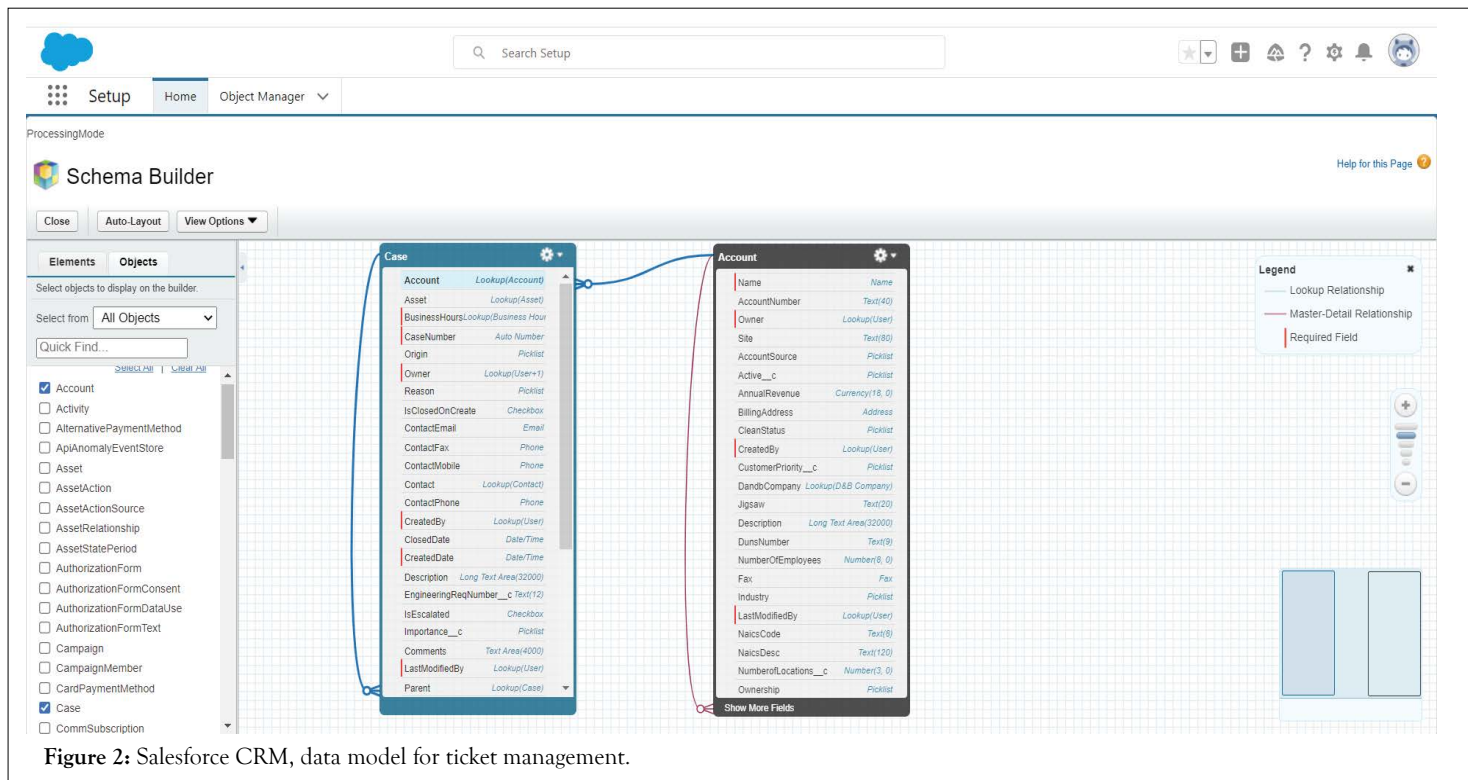 Search Setup
?
Setup Home Object Manager
ProcessingMode
Schema Builder
Help for this Page ?
Close Auto-Layout View Options
Elements Objects
Select objects to display on the builder.
Select from All Objects
Quick Find...
Select All | Clear All
Account
Activity
AlternativePaymentMethod
ApiAnomalyEventStore
Asset
AssetAction
AssetActionSource
AssetRelationship
AssetStatePeriod
AuthorizationForm
AuthorizationFormConsent
AuthorizationFormDataUse
AuthorizationFormText
Campaign
CampaignMember
CardPaymentMethod
Case
CommSubscription
Case
Account Lookup(Account)
Asset Lookup(Asset)
BusinessHours Lookup(Business Hour
CaseNumber Auto Number
Origin Picklist
Owner Lookup(User+1)
Reason Picklist
IsClosedOnCreate Checkbox
ContactEmail Email
ContactFax Phone
ContactMobile Phone
Contact Lookup(Contact)
ContactPhone Phone
CreatedBy Lookup(User)
ClosedDate Date/Time
CreatedDate Date/Time
Description Long Text Area(32000)
EngineeringReqNumber__c Text(12)
IsEscalated Checkbox
Importance__c Picklist
Comments Text Area(4000)
LastModifiedBy Lookup(User)
Parent Lookup(Case)
Account
Name Name
AccountNumber Text(40)
Owner Lookup(User)
Site Text(80)
AccountSource Picklist
Active__c Picklist
AnnualRevenue Currency(18, 0)
BillingAddress Address
CleanStatus Picklist
CreatedBy Lookup(User)
CustomerPriority__c Picklist
DandbCompany Lookup(D&B Company)
Jigsaw Text(20)
Description Long Text Area(32000)
DunsNumber Text(9)
NumberOfEmployees Number(8, 0)
Fax Fax
Industry Picklist
LastModifiedBy Lookup(User)
NaicsCode Text(8)
NaicsDesc Text(120)
NumberofLocations__c Number(3, 0)
Ownership Picklist
Show More Fields
Legend
Lookup Relationship
Master-Detail Relationship
Required Field
Figure 2: Salesforce CRM, data model for ticket management.